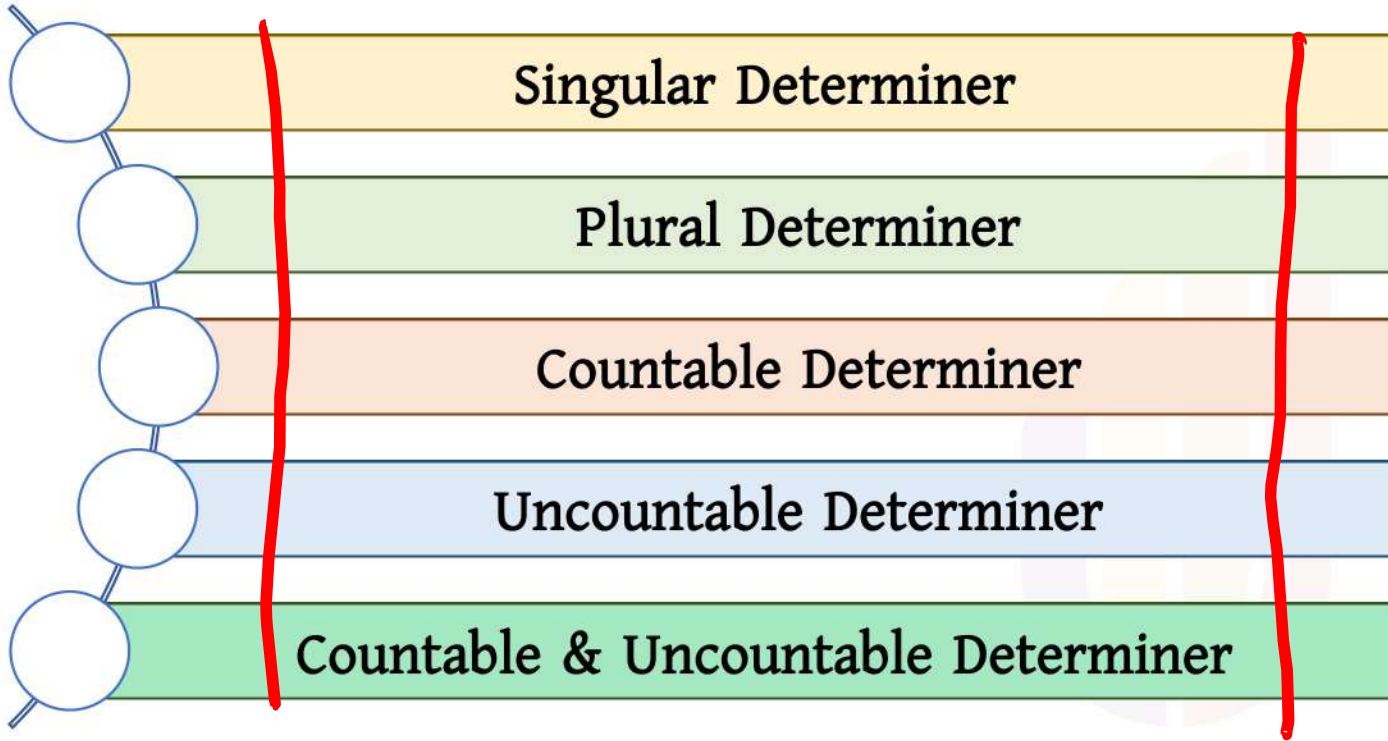 Singular Determiner
Plural Determiner
Countable Determiner
Uncountable Determiner
Countable & Uncountable Determiner